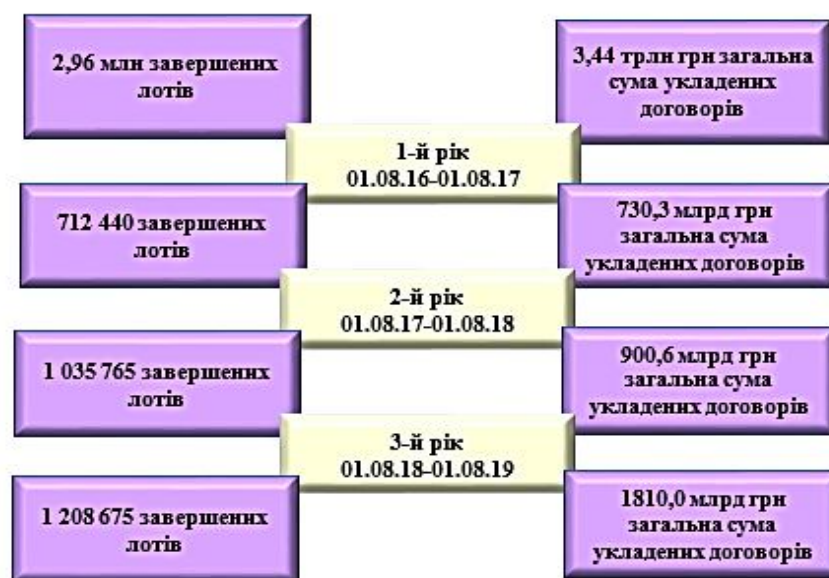 2,96 млн завершених
лотів
3,44 трлн грн загальна
сума укладених
договорів
1-й рік
01.08.16-01.08.17
712 440 завершених
лотів
730,3 млрд грн
загальна сума
укладених договорів
2-й рік
01.08.17-01.08.18
1 035 765 завершених
лотів
900,6 млрд грн
загальна сума
укладених договорів
3-й рік
01.08.18-01.08.19
1 208 675 завершених
лотів
1810,0 млрд грн
загальна сума
укладених договорів